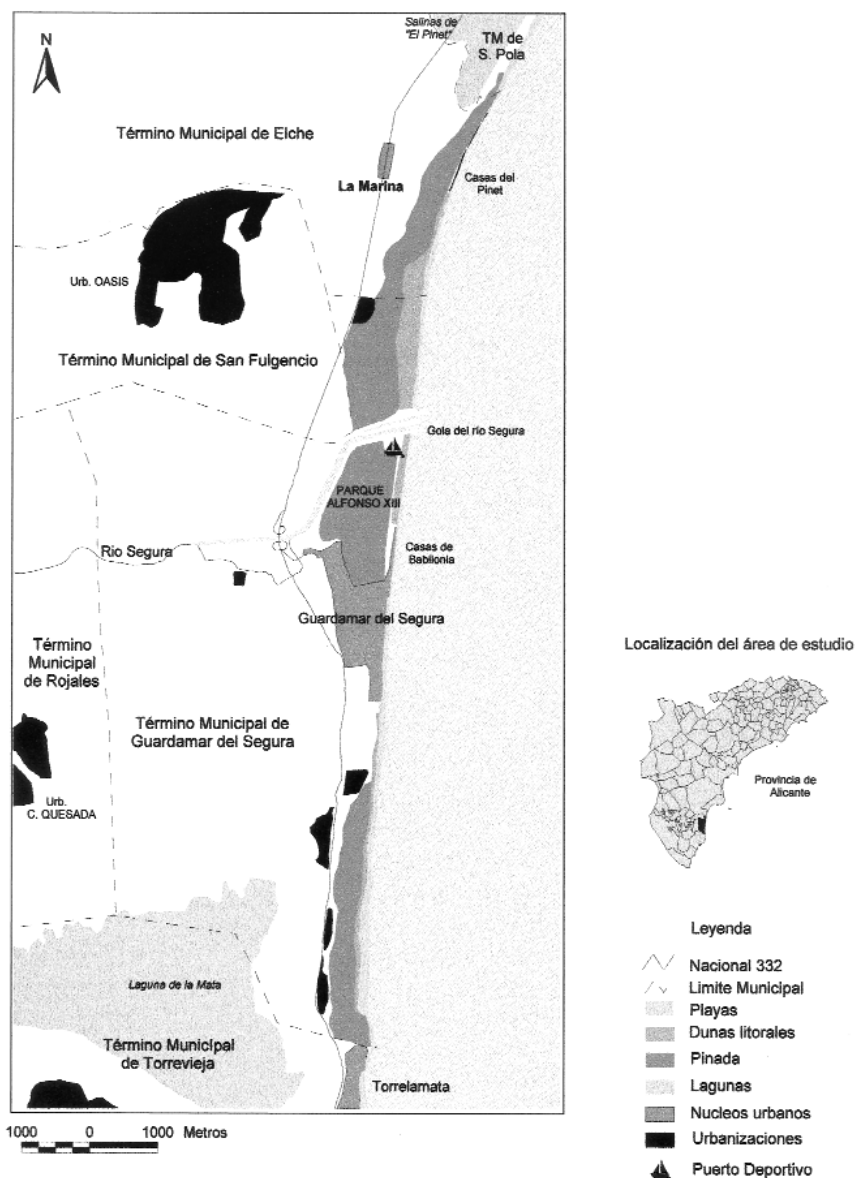 Salinas de
"El Pinet"
TM de
S. Pola
N
Término Municipal de Elche
La Marina
Casas del
Pinet
Urb. OASIS
Término Municipal de San Fulgencio
Gola del río Segura
PARQUE
ALFONSO XIII
Rio Segura
Casas de
Babilonia
Guardamar del Segura
Término
Municipal
de Rojales
Término Municipal de
Guardamar del Segura
Urb.
C. QUESADA
Laguna de la Mata
Término Municipal
de Torrevieja
Torrelamata
1000 0 1000 Metros
Localización del área de estudio
Provincia de
Alicante
Leyenda
Nacional 332
Limite Municipal
Playas
Dunas litorales
Pinada
Lagunas
Nucleos urbanos
Urbanizaciones
Puerto Deportivo